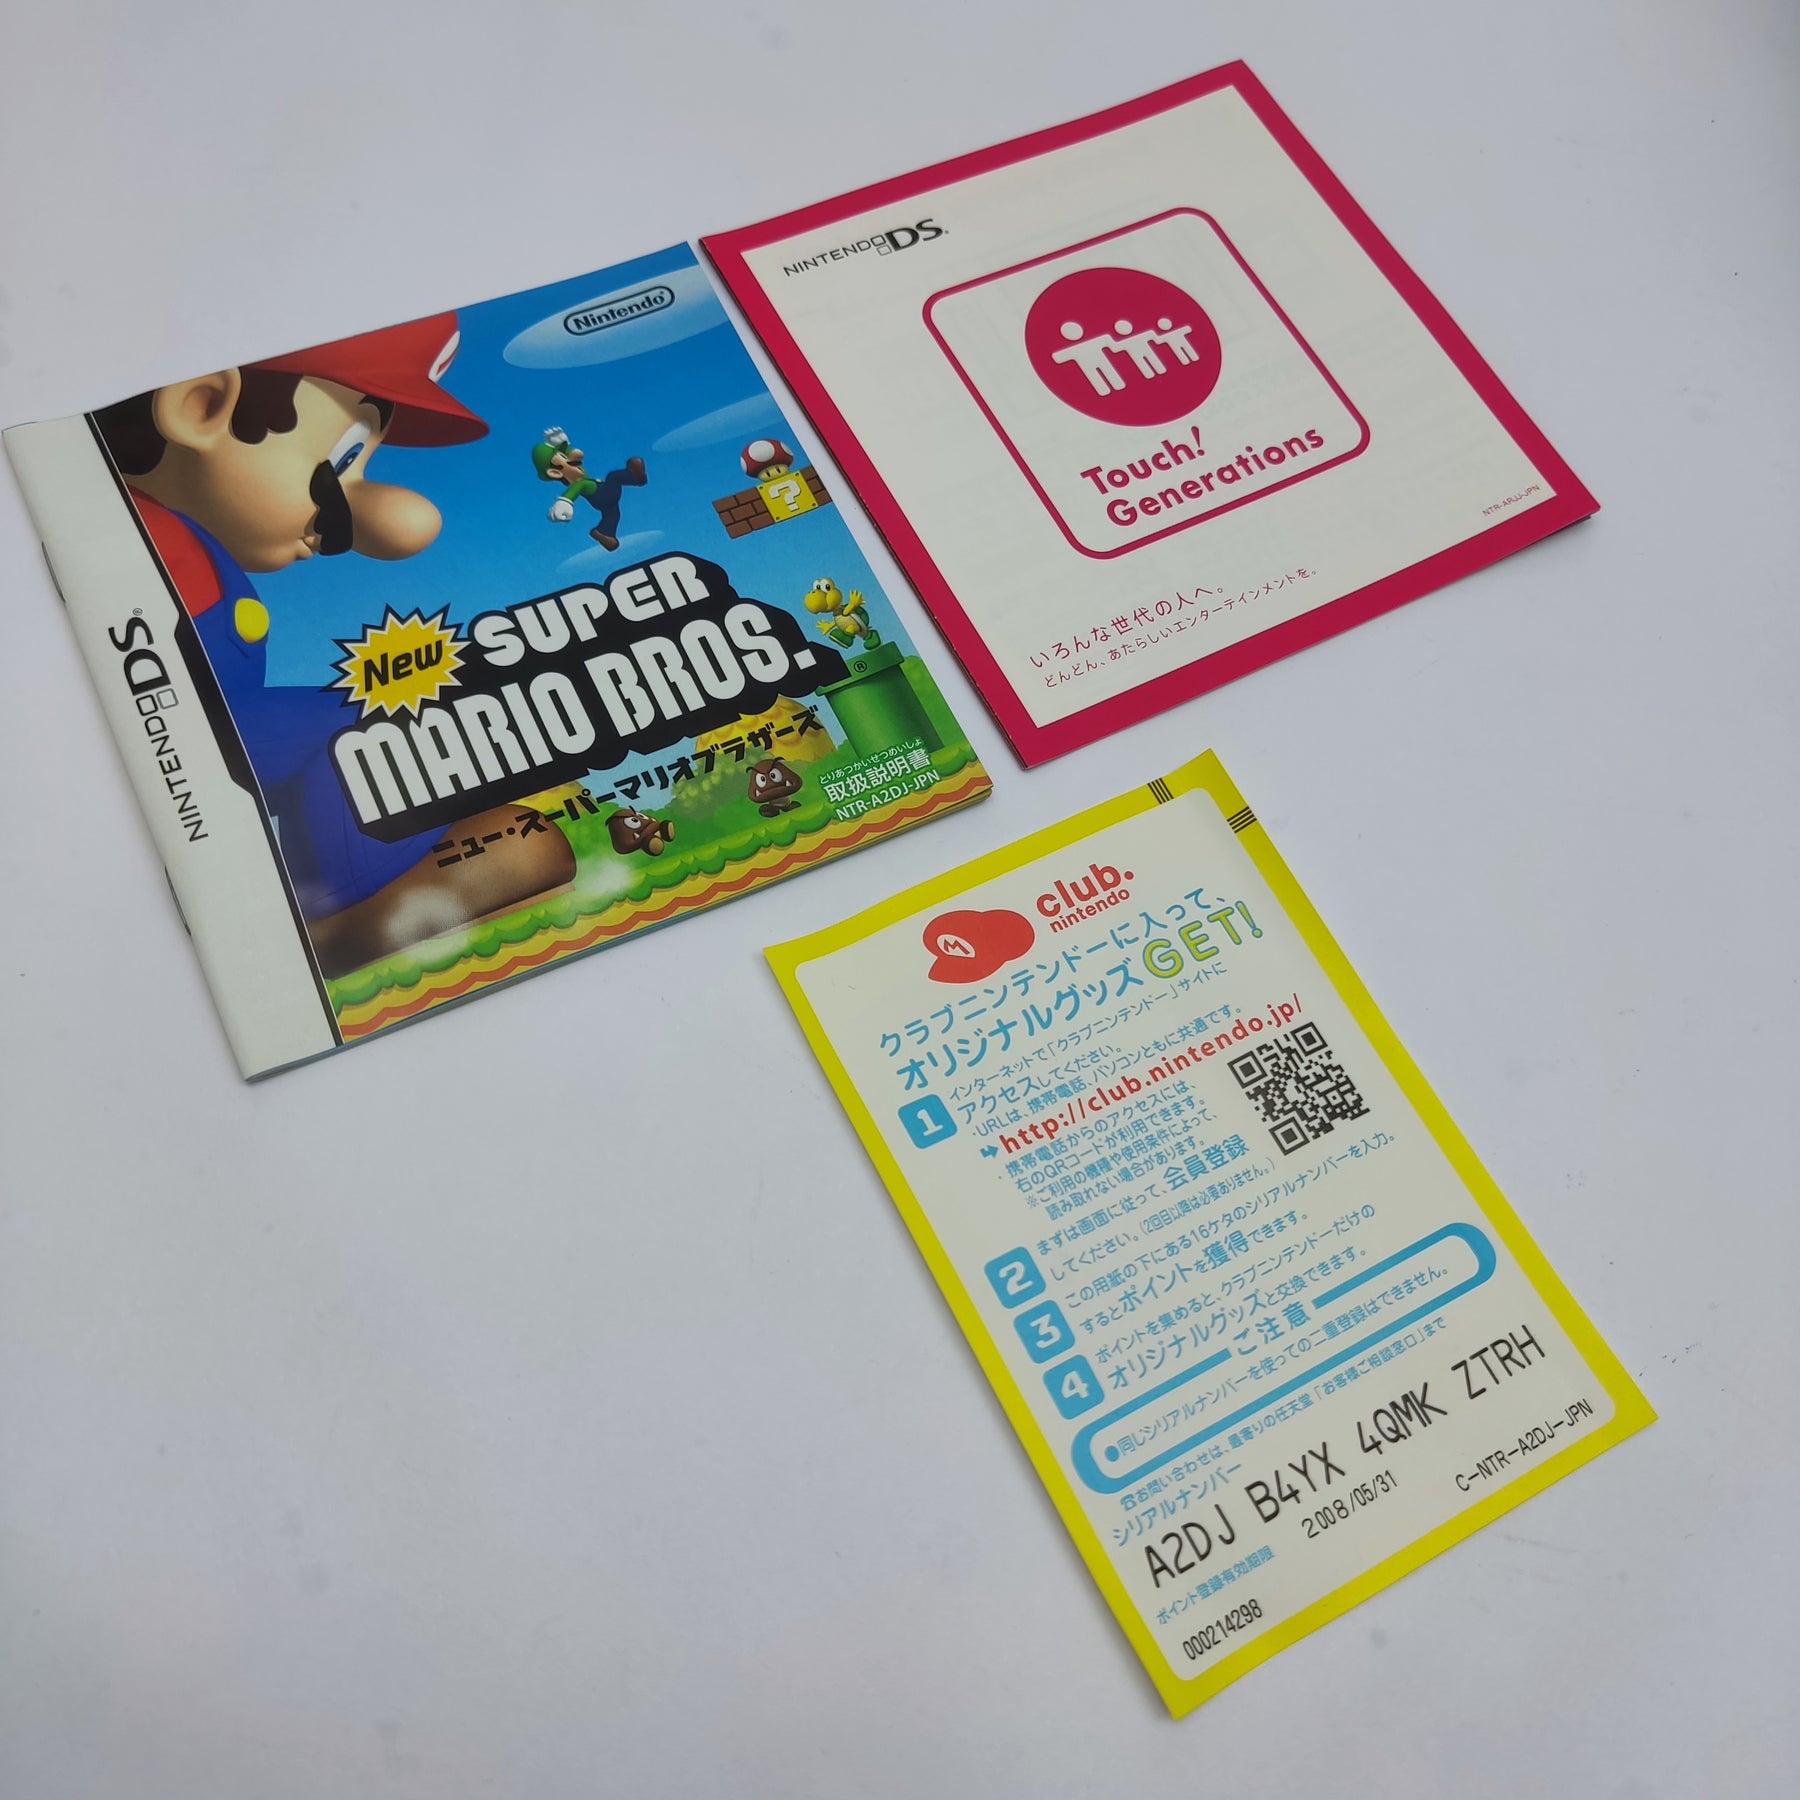 NINTENDO DS®
Nintendo®
New SUPER
MARIO BROS.®
ニュー・スーパーマリオブラザーズ
とりあつかいせつめいしょ
取扱説明書
NTR-A2DJ-JPN
NINTENDO DS®
Touch!
Generations
NTR-ARJJ-JPN
いろんな世代の人へ。
どんどん、あたらしいエンターテインメントを。
M
club.
nintendo
クラブニンテンドーに入って、
オリジナルグッズGET!
1
インターネットで「クラブニンテンドー」サイトに
アクセスしてください。
・URLは、携帯電話、パソコンともに共通です。
http://club.nintendo.jp/
・携帯電話からのアクセスには、
右のQRコードが利用できます。
※ご利用の機種や使用条件によって、
読み取れない場合があります。
2
まずは画面に従って、会員登録
してください。(2回目以降は必要ありません。)
3
この用紙の下にある16ケタのシリアルナンバーを入力。
するとポイントを獲得できます。
4
ポイントを集めると、クラブニンテンドーだけの
オリジナルグッズと交換できます。
ご注意
●同じシリアルナンバーを使っての二重登録はできません。
☎お問い合わせは、最寄りの任天堂「お客様ご相談窓口」まで
シリアルナンバー
A2DJ B4YX 4QMK ZTRH
ポイント登録有効期限
2008/05/31
000214298
C-NTR-A2DJ-JPN